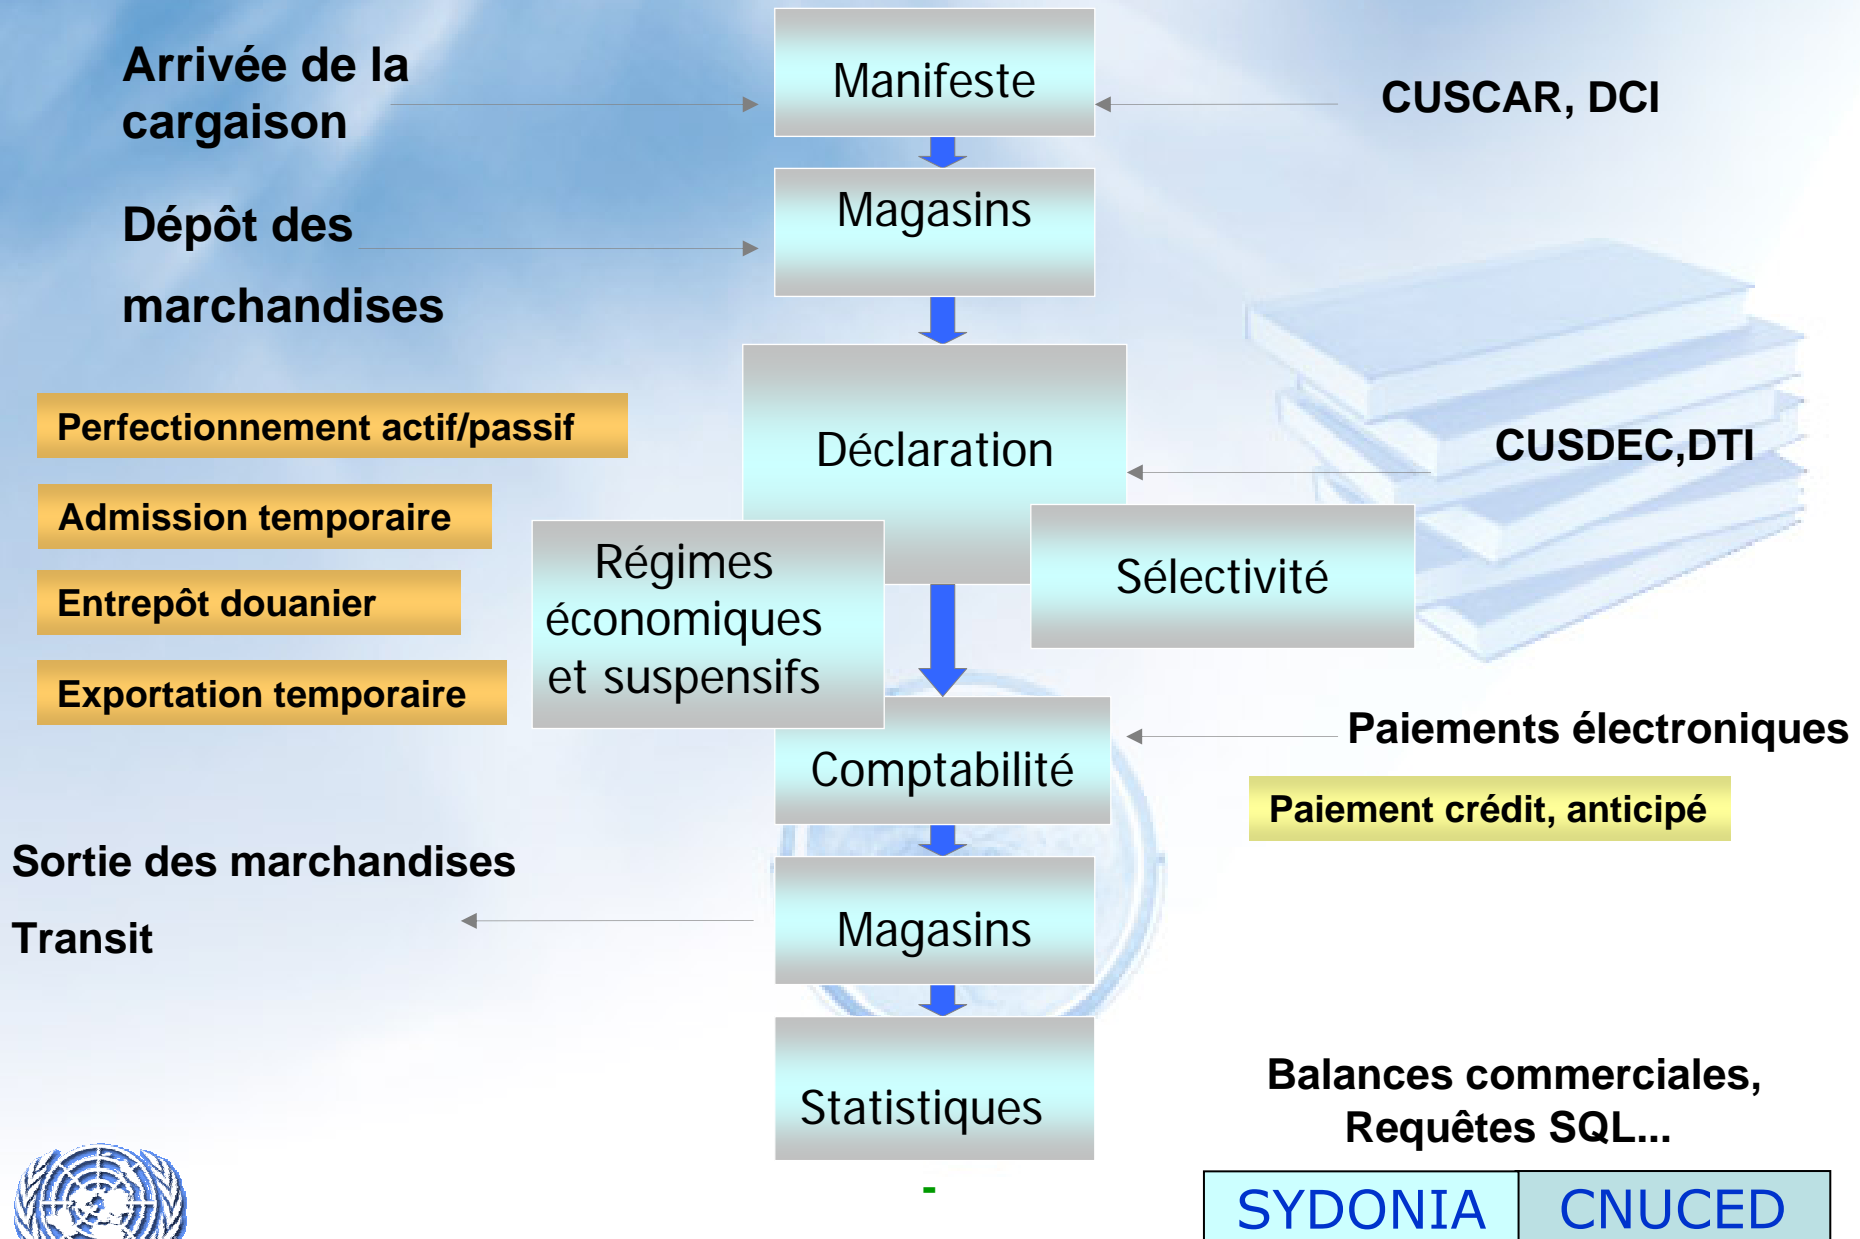 Arrivée de la
cargaison
Manifeste
CUSCAR, DCI
Dépôt des
marchandises
Magasins
Perfectionnement actif/passif
Admission temporaire
Entrepôt douanier
Exportation temporaire
Déclaration
CUSDEC,DTI
Régimes
économiques
et suspensifs
Sélectivité
Comptabilité
Paiements électroniques
Paiement crédit, anticipé
Sortie des marchandises
Transit
Magasins
Statistiques
Balances commerciales,
Requêtes SQL...
-
SYDONIA
CNUCED